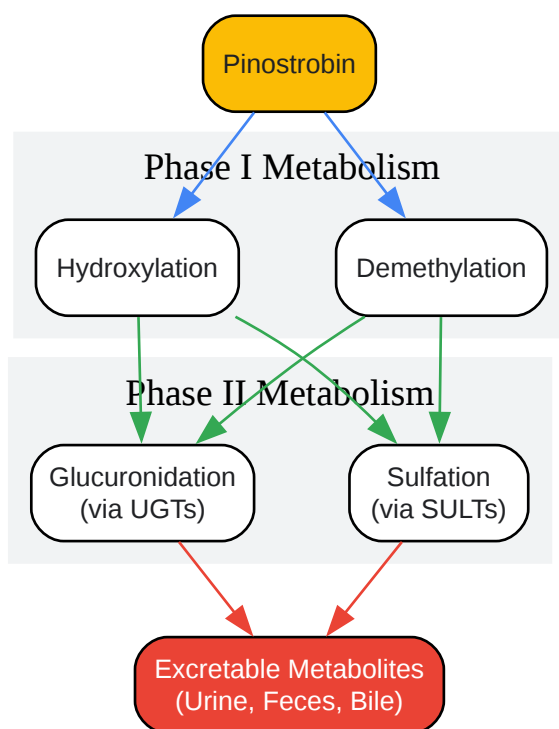 Pinostrobin
Phase I Metabolism
Hydroxylation
Demethylation
Phase II Metabolism
Glucuronidation
(via UGTs)
Sulfation
(via SULTs)
Excretable Metabolites
(Urine, Feces, Bile)